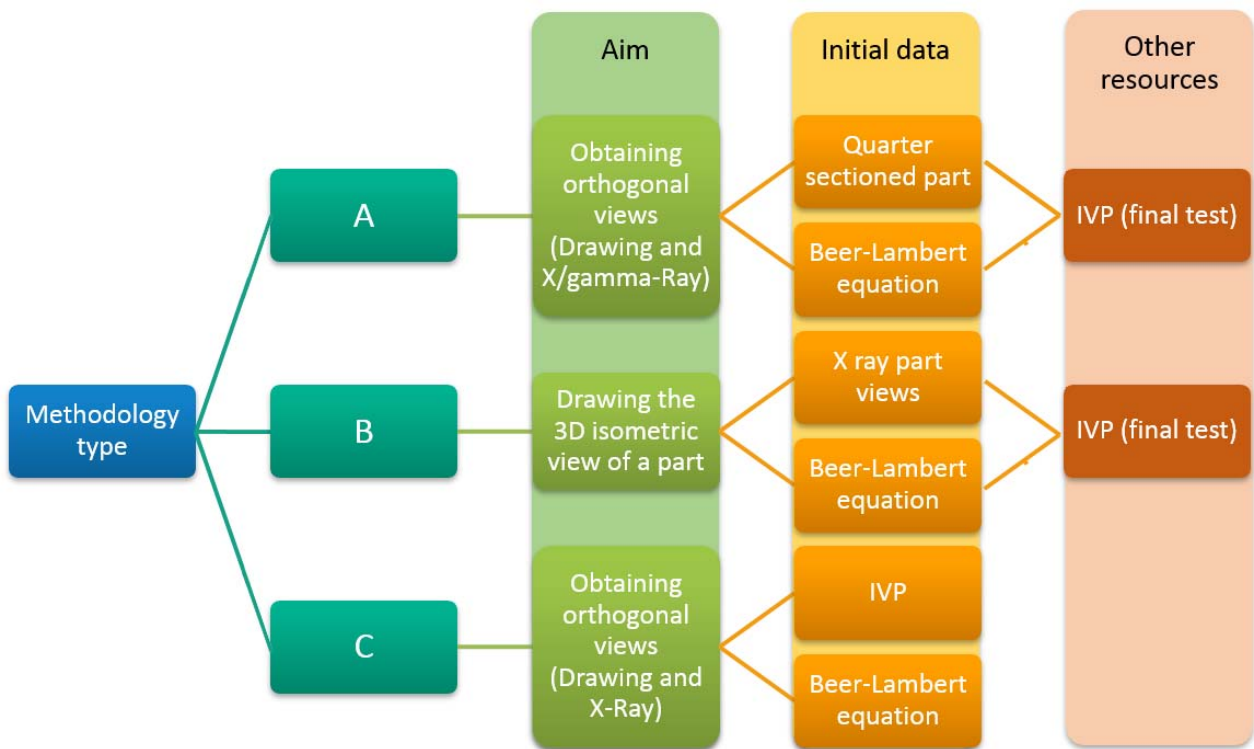 Aim
Initial data
Other
resources
Methodology
type
A
Obtaining
orthogonal
views
(Drawing and
X/gamma-Ray)
Quarter
sectioned part
Beer-Lambert
equation
IVP (final test)
B
Drawing the
3D isometric
view of a part
X ray part
views
Beer-Lambert
equation
IVP (final test)
C
Obtaining
orthogonal
views
(Drawing and
X-Ray)
IVP
Beer-Lambert
equation